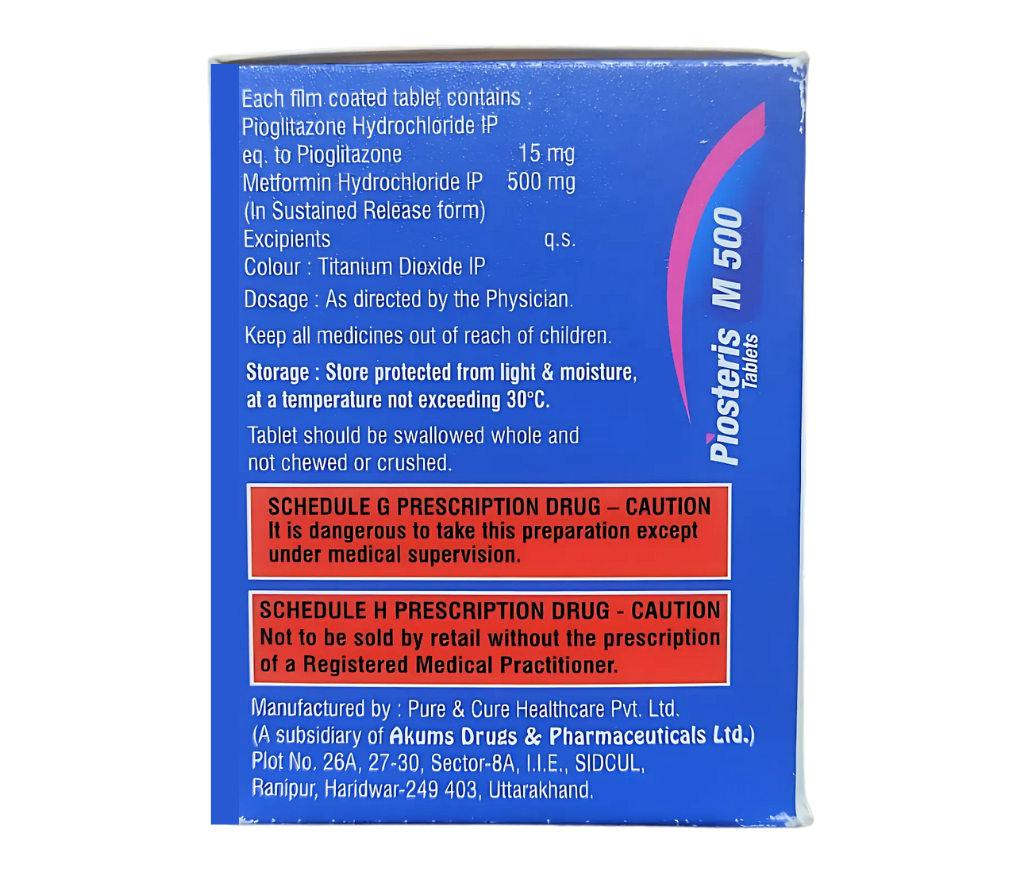 Each film coated tablet contains :
Pioglitazone Hydrochloride IP
eq. to Pioglitazone 15 mg
Metformin Hydrochloride IP 500 mg
(In Sustained Release form)
Excipients q.s.
Colour : Titanium Dioxide IP
Dosage : As directed by the Physician.
Keep all medicines out of reach of children.
Storage : Store protected from light & moisture,
at a temperature not exceeding 30°C.
Tablet should be swallowed whole and
not chewed or crushed.
SCHEDULE G PRESCRIPTION DRUG – CAUTION
It is dangerous to take this preparation except
under medical supervision.
SCHEDULE H PRESCRIPTION DRUG - CAUTION
Not to be sold by retail without the prescription
of a Registered Medical Practitioner.
Manufactured by : Pure & Cure Healthcare Pvt. Ltd.
(A subsidiary of Akums Drugs & Pharmaceuticals Ltd.)
Plot No. 26A, 27-30, Sector-8A, I.I.E., SIDCUL,
Ranipur, Haridwar-249 403, Uttarakhand.
Piosteris M 500
Tablets